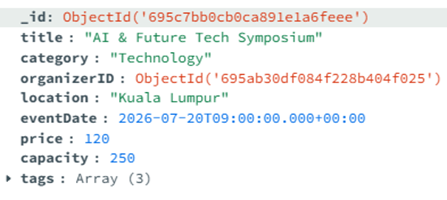 _id: ObjectId('695c7bb0cb0ca891e1a6feee')
title : "AI & Future Tech Symposium"
category : "Technology"
organizerID : ObjectId('695ab30df084f228b404f025')
location : "Kuala Lumpur"
eventDate : 2026-07-20T09:00:00.000+00:00
price : 120
capacity : 250
tags : Array (3)